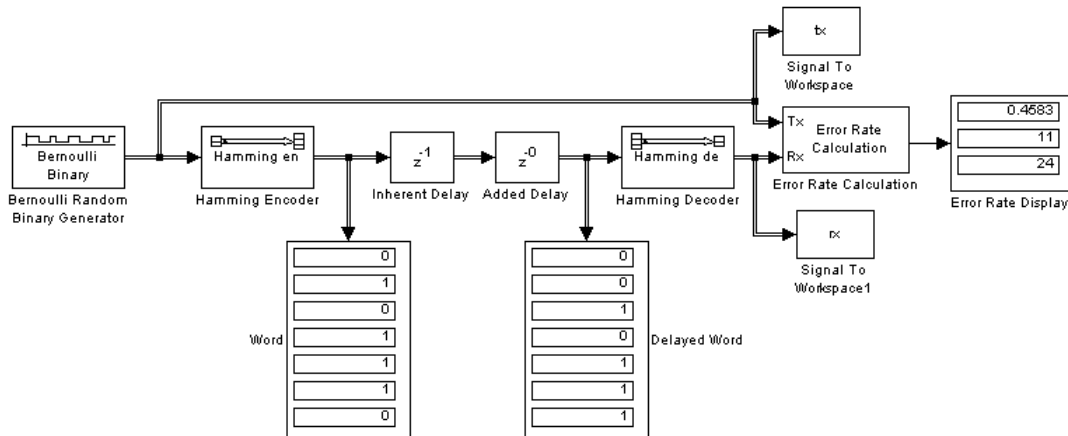 tx
Signal To
Workspace
Bernoulli
Binary
Bernoulli Random
Binary Generator
Hamming en
Hamming Encoder
z-1
Inherent Delay
z-0
Added Delay
Hamming de
Hamming Decoder
Tx
Rx
Error Rate
Calculation
Error Rate Calculation
0.4583
11
24
Error Rate Display
rx
Signal To
Workspace1
Word
0
1
0
1
1
1
0
0
0
1
0
1
1
1
Delayed Word